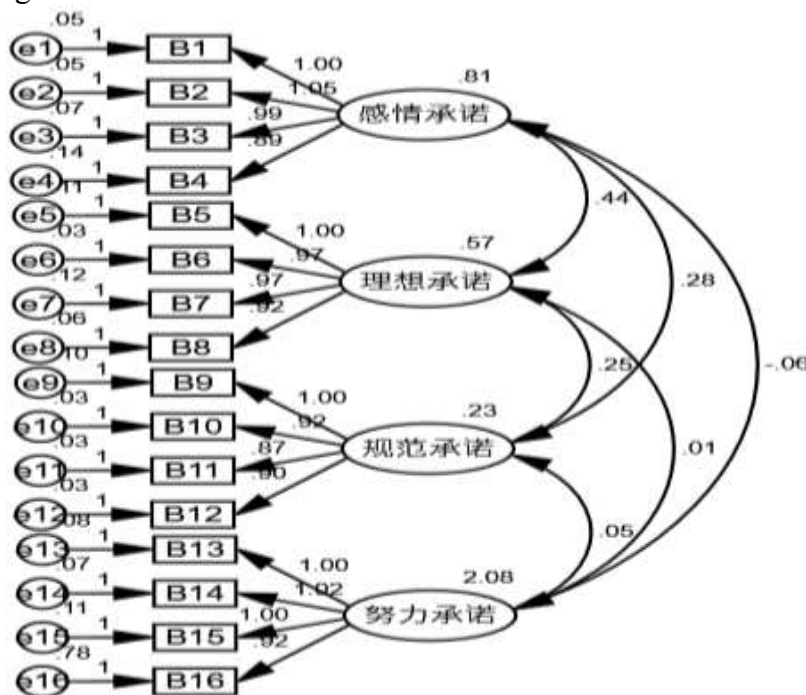 .05
e1 1 B1
1.00 .81
.05
e2 1 B2
1.05 感情承诺
.07
e3 1 B3
.99
.14
e4 1 B4
.89
.11
e5 1 B5
1.00 .57 .44
.03
e6 1 B6
.97 理想承诺 .28
.12
e7 1 B7
.97
.06
e8 1 B8
.92
.25 -.06
.10
e9 1 B9
1.00 .23
.03
e10 1 B10
.92 规范承诺 .01
.03
e11 1 B11
.87
.03
e12 1 B12
.90
.05
.08
e13 1 B13
1.00 2.08
.07
e14 1 B14
1.02 努力承诺
.11
e15 1 B15
1.00
.78
e16 1 B16
.92